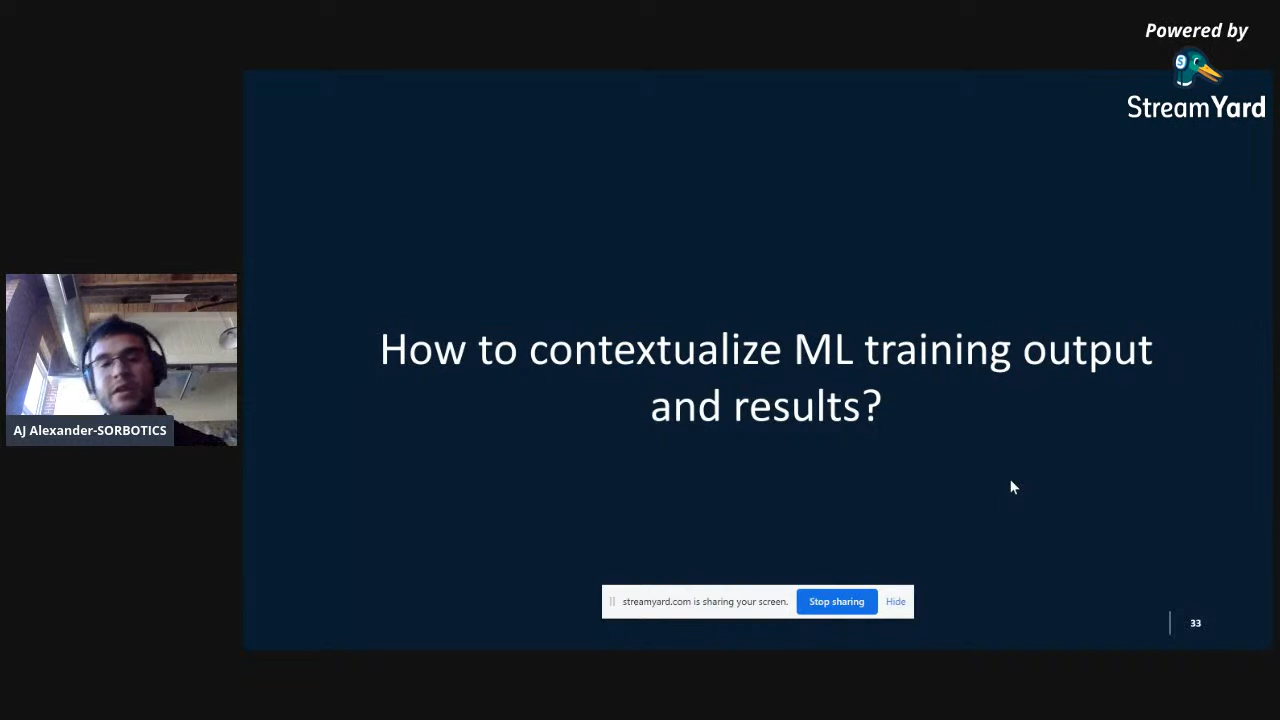 Powered by
StreamYard
How to contextualize ML training output
and results?
AJ Alexander-SORBOTICS
streamyard.com is sharing your screen. Stop sharing Hide
33